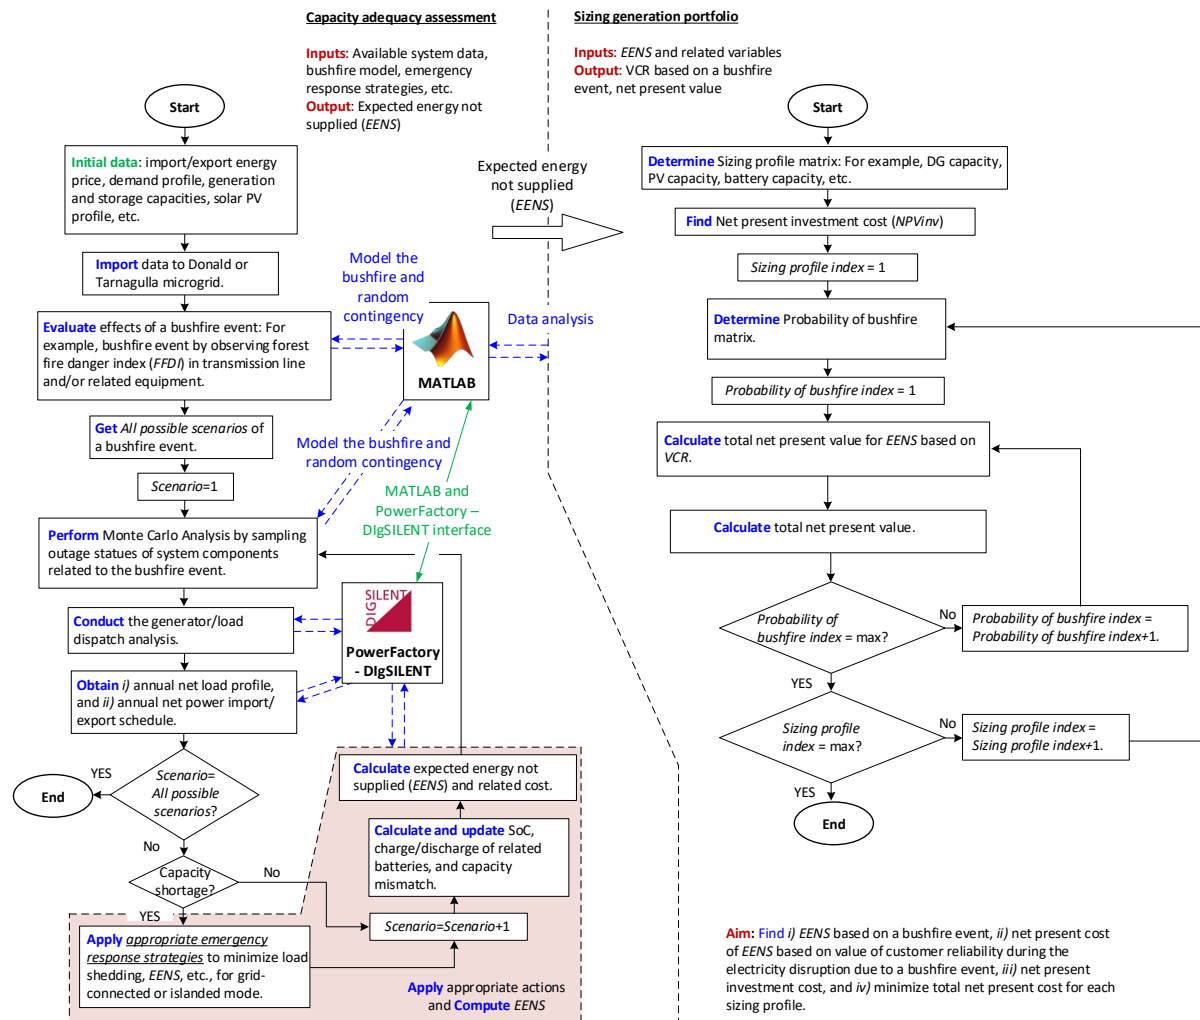 Capacity adequacy assessment
Inputs: Available system data,
bushfire model, emergency
response strategies, etc.
Output: Expected energy not
supplied (EENS)
Start
Initial data: import/export energy
price, demand profile, generation
and storage capacities, solar PV
profile, etc.
Import data to Donald or
Tarnagulla microgrid.
Evaluate effects of a bushfire event: For
example, bushfire event by observing forest
fire danger index (FFDI) in transmission line
and/or related equipment.
Get All possible scenarios of
a bushfire event.
Scenario=1
Perform Monte Carlo Analysis by sampling
outage statues of system components
related to the bushfire event.
Conduct the generator/load
dispatch analysis.
Obtain i) annual net load profile,
and ii) annual net power import/
export schedule.
Scenario=
All possible
scenarios?
YES
End
No
Capacity
shortage?
No
YES
Apply appropriate emergency
response strategies to minimize load
shedding, EENS, etc., for grid-
connected or islanded mode.
Scenario=Scenario+1
Calculate and update SoC,
charge/discharge of related
batteries, and capacity
mismatch.
Calculate expected energy not
supplied (EENS) and related cost.
Apply appropriate actions
and Compute EENS
Model the
bushfire and
random
contingency
MATLAB
Data analysis
Model the bushfire and
random contingency
MATLAB and
PowerFactory –
DIgSILENT interface
DIG
SILENT
PowerFactory
- DIgSILENT
Expected energy
not supplied
(EENS)
Sizing generation portfolio
Inputs: EENS and related variables
Output: VCR based on a bushfire
event, net present value
Start
Determine Sizing profile matrix: For example, DG capacity,
PV capacity, battery capacity, etc.
Find Net present investment cost (NPVinv)
Sizing profile index = 1
Determine Probability of bushfire
matrix.
Probability of bushfire index = 1
Calculate total net present value for EENS based on
VCR.
Calculate total net present value.
Probability of
bushfire index = max?
No
Probability of bushfire index =
Probability of bushfire index+1.
YES
Sizing profile
index = max?
No
Sizing profile index =
Sizing profile index+1.
YES
End
Aim: Find i) EENS based on a bushfire event, ii) net present cost
of EENS based on value of customer reliability during the
electricity disruption due to a bushfire event, iii) net present
investment cost, and iv) minimize total net present cost for each
sizing profile.